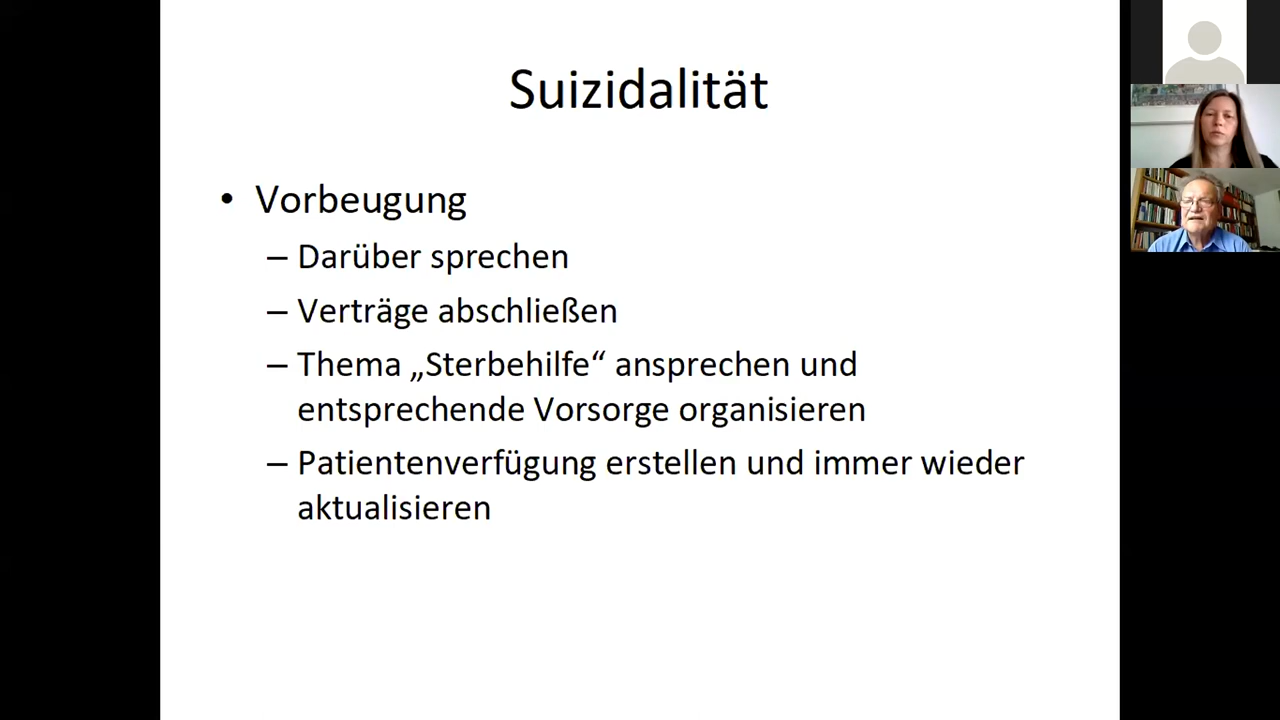 Suizidalität
• Vorbeugung
– Darüber sprechen
– Verträge abschließen
– Thema „Sterbehilfe“ ansprechen und
entsprechende Vorsorge organisieren
– Patientenverfügung erstellen und immer wieder
aktualisieren